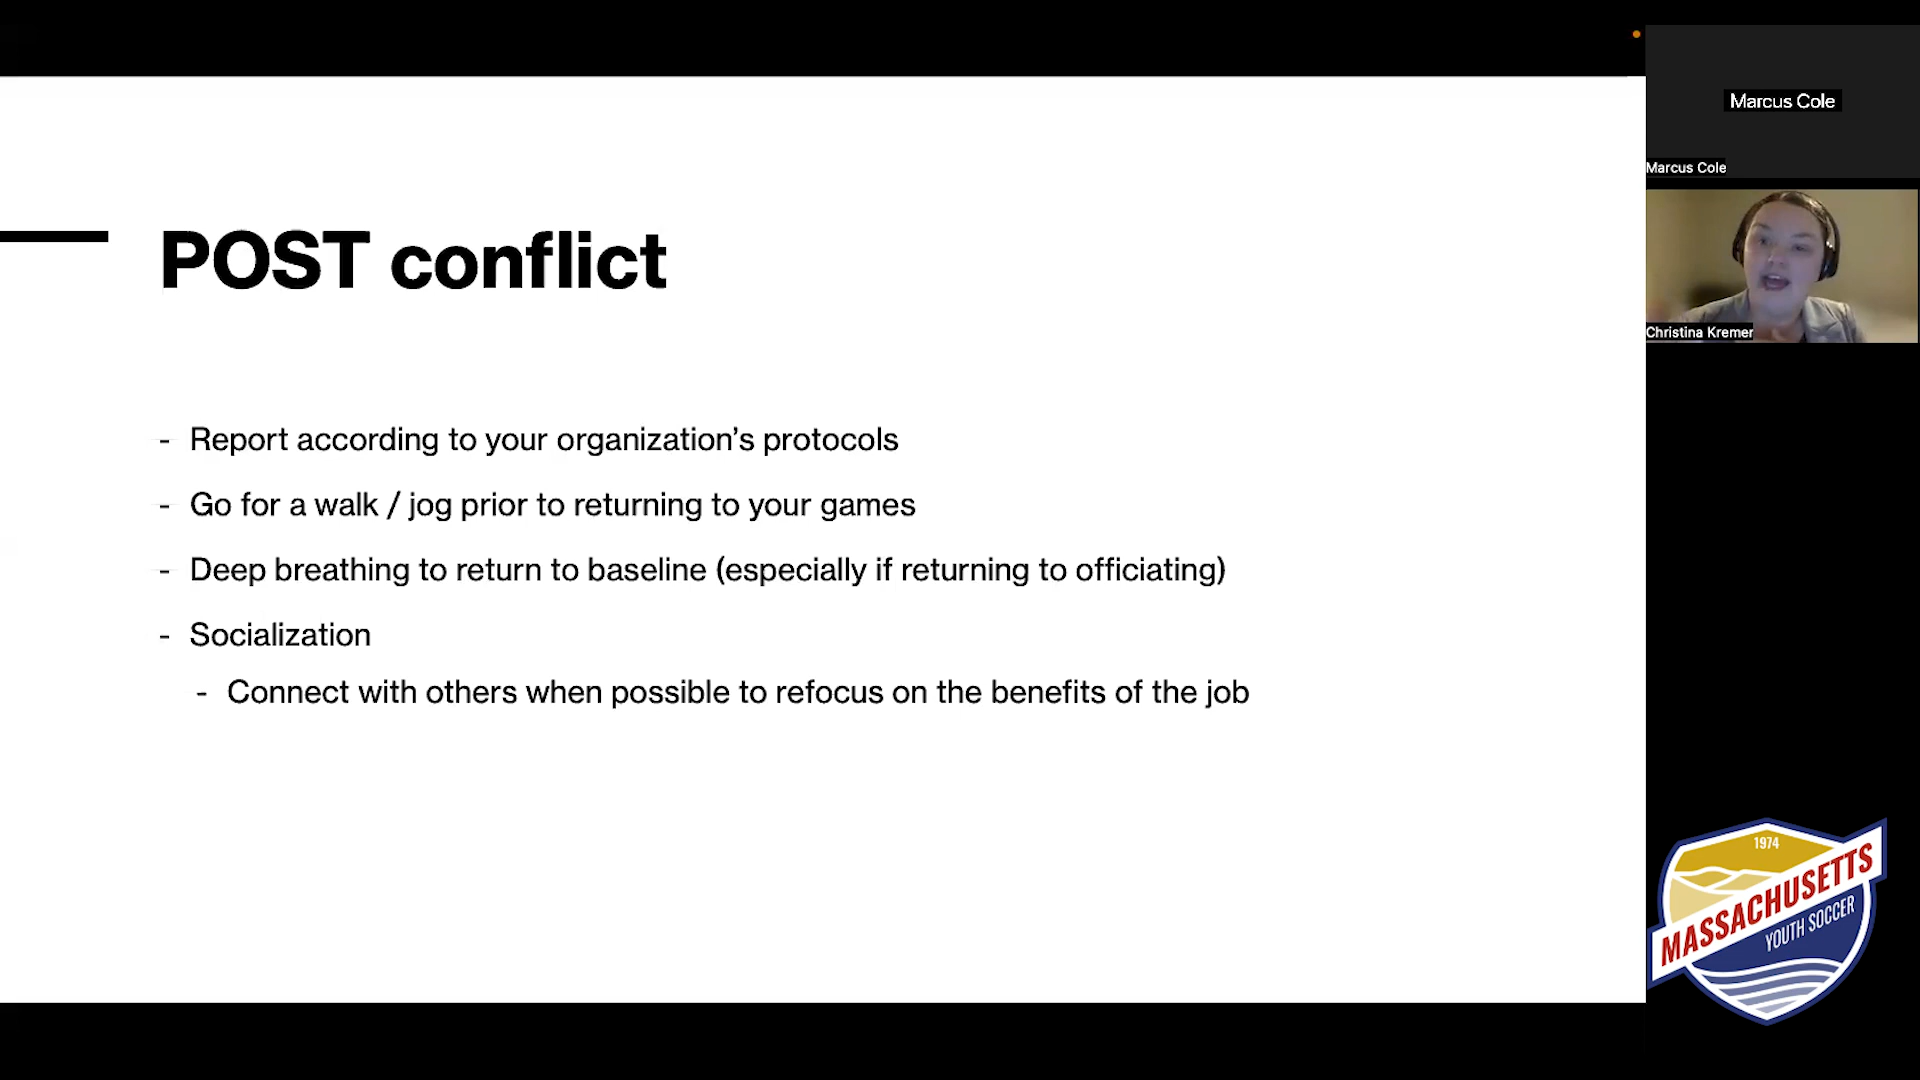 POST conflict
- Report according to your organization’s protocols
- Go for a walk / jog prior to returning to your games
- Deep breathing to return to baseline (especially if returning to officiating)
- Socialization
- Connect with others when possible to refocus on the benefits of the job
Marcus Cole
Marcus Cole
Christina Kremer
1974
MASSACHUSETTS
YOUTH SOCCER